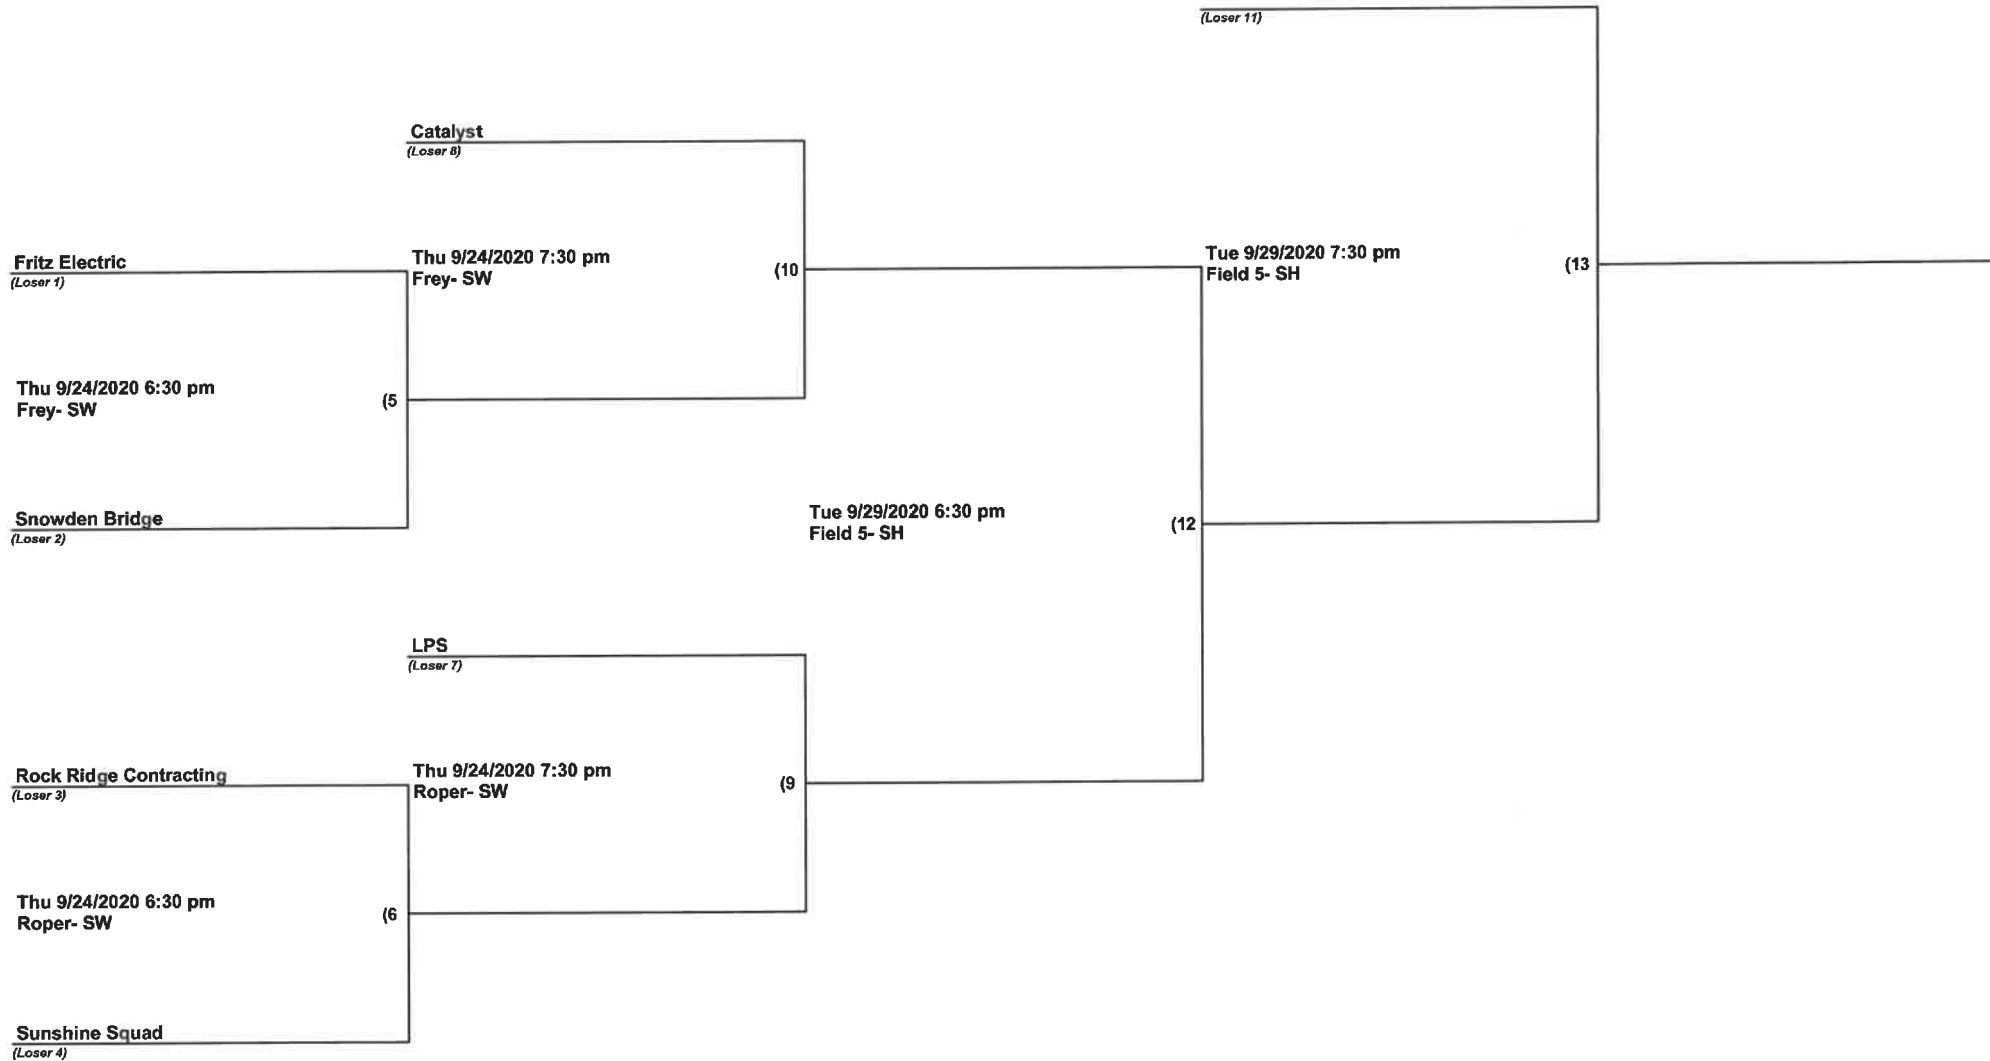 (Loser 11)
Catalyst
(Loser 8)
Fritz Electric
(Loser 1)
Thu 9/24/2020 7:30 pm
Frey- SW
(10
Tue 9/29/2020 7:30 pm
Field 5- SH
(13
Thu 9/24/2020 6:30 pm
Frey- SW
(5
Snowden Bridge
(Loser 2)
Tue 9/29/2020 6:30 pm
Field 5- SH
(12
LPS
(Loser 7)
Rock Ridge Contracting
(Loser 3)
Thu 9/24/2020 7:30 pm
Roper- SW
(9
Thu 9/24/2020 6:30 pm
Roper- SW
(6
Sunshine Squad
(Loser 4)